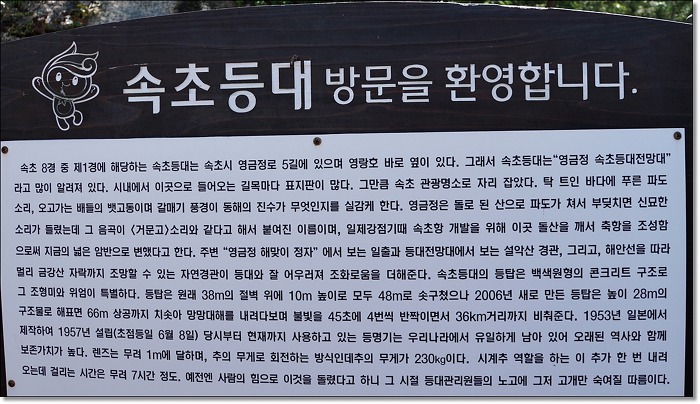 속초등대 방문을 환영합니다.
속초 8경 중 제1경에 해당하는 속초등대는 속초시 영금정로 5길에 있으며 영랑호 바로 옆이 있다. 그래서 속초등대는“영금정 속초등대전망대”
라고 많이 알려져 있다. 시내에서 이곳으로 들어오는 길목마다 표지판이 많다. 그만큼 속초 관광명소로 자리 잡았다. 탁 트인 바다에 푸른 파도
소리, 오고가는 배들의 뱃고동이며 갈매기 풍경이 동해의 진수가 무엇인지를 실감케 한다. 영금정은 돌로 된 산으로 파도가 쳐서 부딪치면 신묘한
소리가 들렸는데 그 음곡이 〈거문고〉소리와 같다고 해서 붙여진 이름이며, 일제강점기때 속초항 개발을 위해 이곳 돌산을 깨서 축항을 조성함
으로써 지금의 넓은 암반으로 변했다고 한다. 주변 “영금정 해맞이 정자” 에서 보는 일출과 등대전망대에서 보는 설악산 경관, 그리고, 해안선을 따라
멀리 금강산 자락까지 조망할 수 있는 자연경관이 등대와 잘 어우러져 조화로움을 더해준다. 속초등대의 등탑은 백색원형의 콘크리트 구조로
그 조형미와 위엄이 특별하다. 등탑은 원래 38m의 절벽 위에 10m 높이로 모두 48m로 솟구쳤으나 2006년 새로 만든 등탑은 높이 28m의
구조물로 해표면 66m 상공까지 치솟아 망망대해를 내려다보며 불빛을 45초에 4번씩 반짝이면서 36km거리까지 비춰준다. 1953년 일본에서
제작하여 1957년 설립(초점등일 6월 8일) 당시부터 현재까지 사용하고 있는 등명기는 우리나라에서 유일하게 남아 있어 오래된 역사와 함께
보존가치가 높다. 렌즈는 무려 1m에 달하며, 추의 무게로 회전하는 방식인데추의 무게가 230kg이다. 시계추 역할을 하는 이 추가 한 번 내려
오는데 걸리는 시간은 무려 7시간 정도. 예전엔 사람의 힘으로 이것을 돌렸다고 하니 그 시절 등대관리원들의 노고에 그저 고개만 숙여질 따름이다.